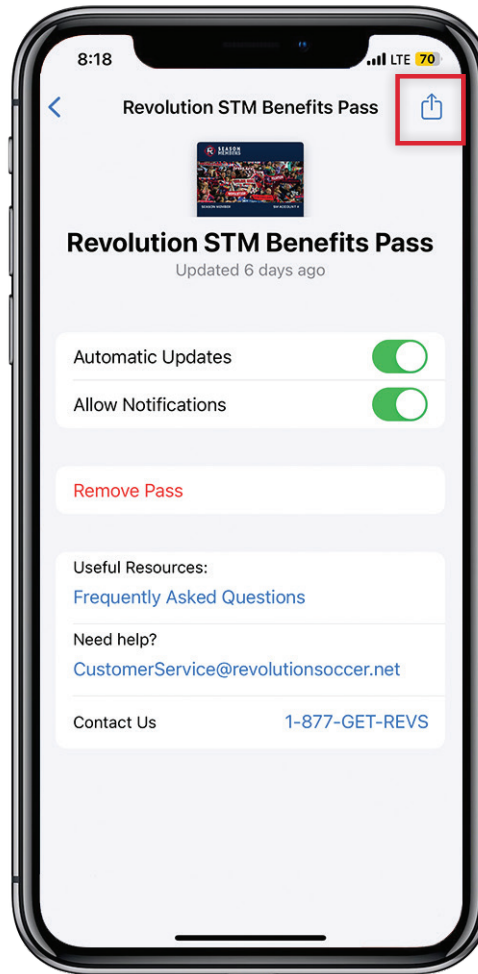 8:18
LTE 70
Revolution STM Benefits Pass
SEASON
MEMBERS
Revolution STM Benefits Pass
Updated 6 days ago
Automatic Updates
Allow Notifications
Remove Pass
Useful Resources:
Frequently Asked Questions
Need help?
CustomerService@revolutionsoccer.net
Contact Us 1-877-GET-REVS